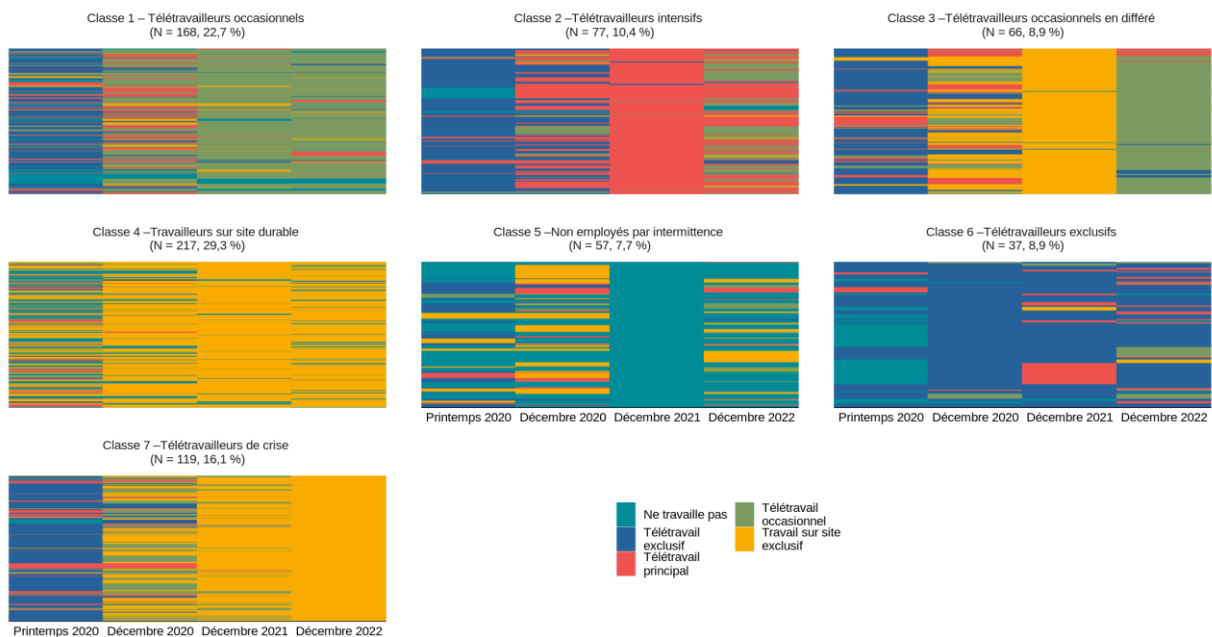 Classe 1 – Télétravailleurs occasionnels
(N = 168, 22,7 %)
Classe 2 –Télétravailleurs intensifs
(N = 77, 10,4 %)
Classe 3 –Télétravailleurs occasionnels en différé
(N = 66, 8,9 %)
Classe 4 –Travailleurs sur site durable
(N = 217, 29,3 %)
Classe 5 –Non employés par intermittence
(N = 57, 7,7 %)
Classe 6 –Télétravailleurs exclusifs
(N = 37, 8,9 %)
Printemps 2020 Décembre 2020 Décembre 2021 Décembre 2022
Printemps 2020 Décembre 2020 Décembre 2021 Décembre 2022
Classe 7 –Télétravailleurs de crise
(N = 119, 16,1 %)
Printemps 2020 Décembre 2020 Décembre 2021 Décembre 2022
Ne travaille pas
Télétravail
exclusif
Télétravail
principal
Télétravail
occasionnel
Travail sur site
exclusif